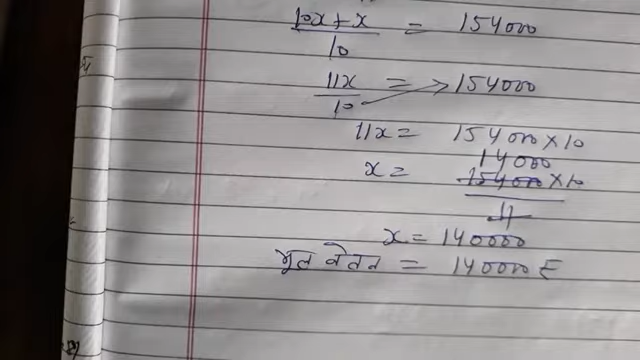 10x+x/10 = 154000
11x/10 = 154000
11x = 154000×10
x = 14000 154000×10/11
x = 140000
मूल वेतन = 140000 ₹